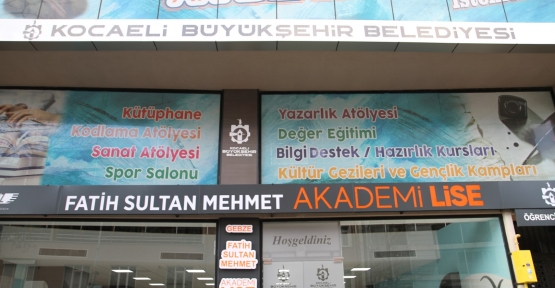 KOCAELİ BÜYÜKŞEHİR BELEDİYESİ
Kütüphane
Kodlama Atölyesi
Sanat Atölyesi
Spor Salonu
KOCAELİ
BÜYÜKŞEHİR
BELEDİYESİ
Yazarlık Atölyesi
Değer Eğitimi
Bilgi Destek / Hazırlık Kursları
Kültür Gezileri ve Gençlik Kampları
FATİH SULTAN MEHMET AKADEMİ LİSE
GEBZE
FATİH
SULTAN
MEHMET
AKADEMİ
Hoşgeldiniz
ÖĞRENCİ